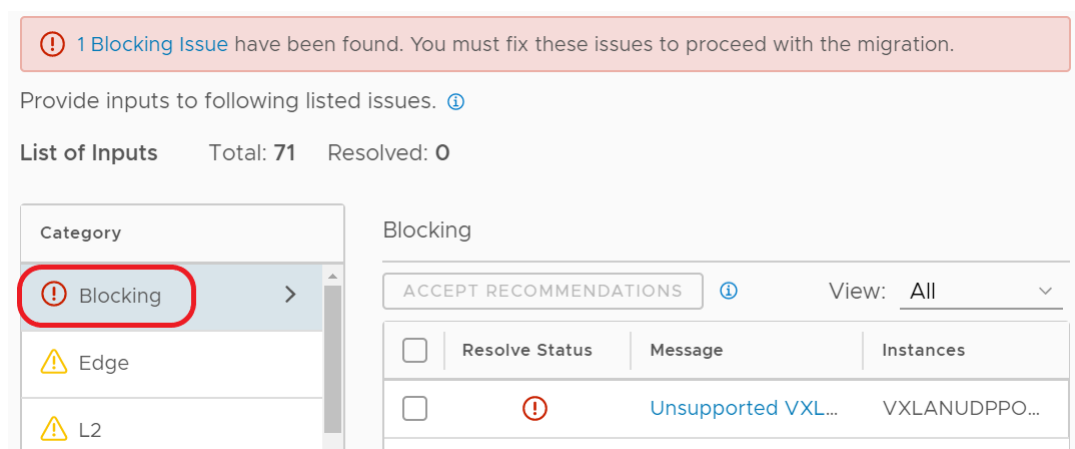 1 Blocking Issue have been found. You must fix these issues to proceed with the migration.
Provide inputs to following listed issues.
List of Inputs Total: 71 Resolved: 0
Category
Blocking
Edge
L2
Blocking
ACCEPT RECOMMENDATIONS View: All
Resolve Status Message Instances
Unsupported VXL... VXLANUDPPO...